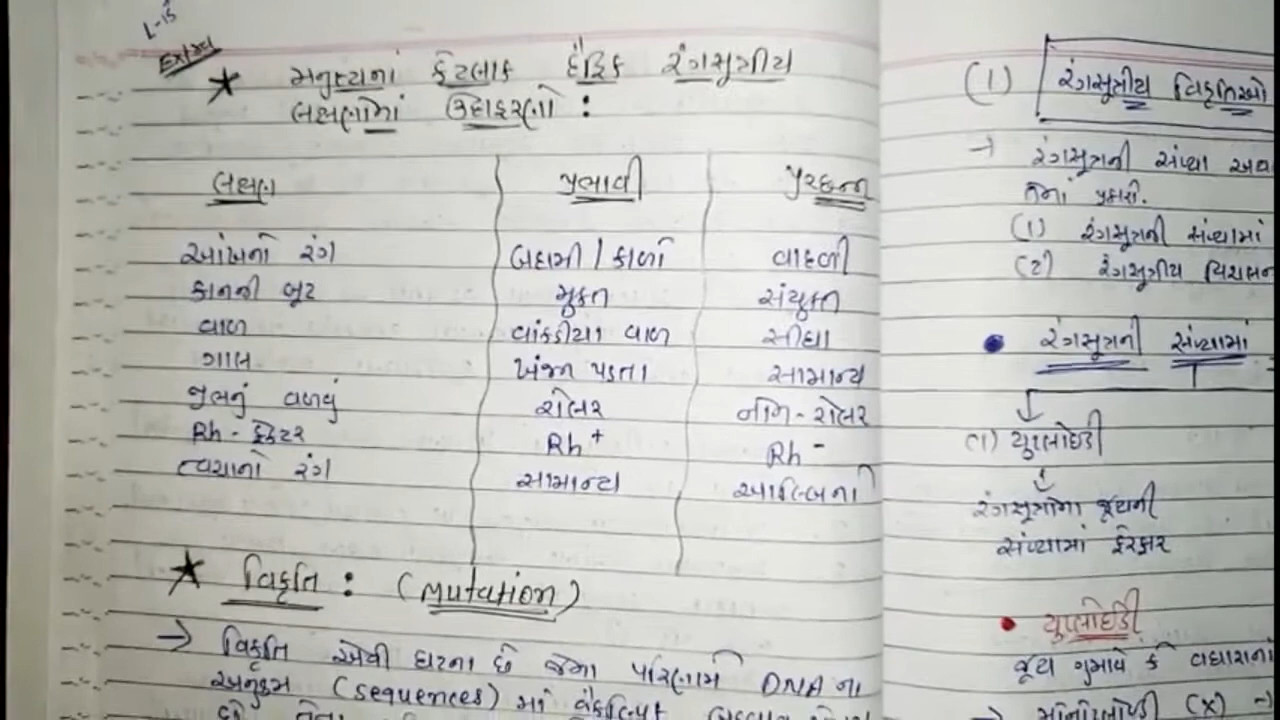 L-15
Extra
★ મનુષ્યનાં કેટલાક દૈહિક રંગસૂત્રીય
લક્ષણોમાં ઉદાહરણો :
લક્ષણ પ્રભાવી પ્રચ્છન્ન
આંખનો રંગ બદામી / કાળો વાદળી
કાનની બૂટ મુક્ત સંયુક્ત
વાળ વાંકડીયા વાળ સીધા
ગાલ ખંજન પડતા સામાન્ય
જીભનું વળવું રોલર નોન - રોલર
Rh - ફેક્ટર Rh+ Rh-
ત્વચાનો રંગ સામાન્ય આલ્બિનો
★ વિકૃતિ : (Mutation)
→ વિકૃતિ એવી ઘટના છે જેમા પરિણામે DNA ના
અનુક્રમ (sequences) માં
(1) રંગસૂત્રીય વિકૃતિઓ
→ રંગસૂત્રની સંખ્યા
તેનાં પ્રકારો.
(1) રંગસૂત્રની સંખ્યામાં
(2) રંગસૂત્રીય
● રંગસૂત્રની સંખ્યામાં
(1) યુપ્લોઇડી
રંગસૂત્રોમા જૂથની
સંખ્યામાં ફેરફાર
● યુપ્લોઇડી
જૂથ ગુમાવે કે વધારાનાં
→ મોનોપ્લોઇડી (x) →